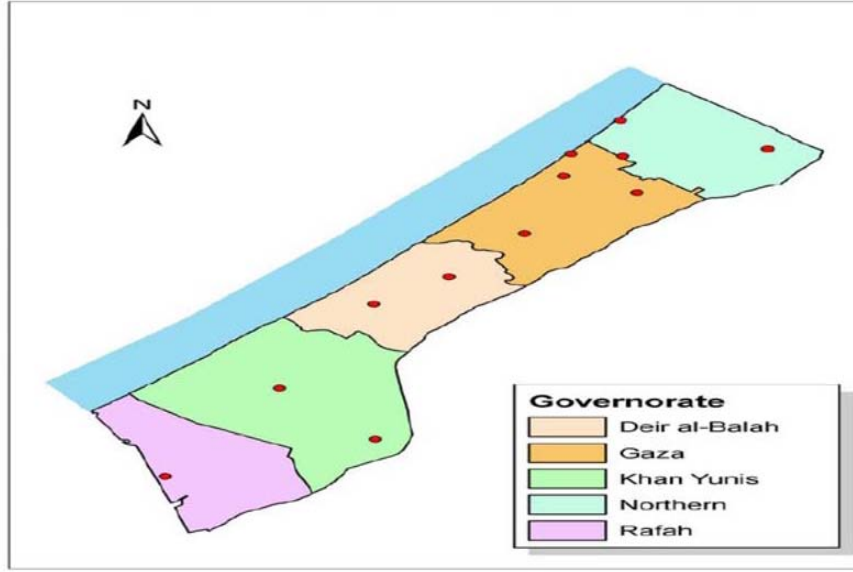 N
Governorate
Deir al-Balah
Gaza
Khan Yunis
Northern
Rafah